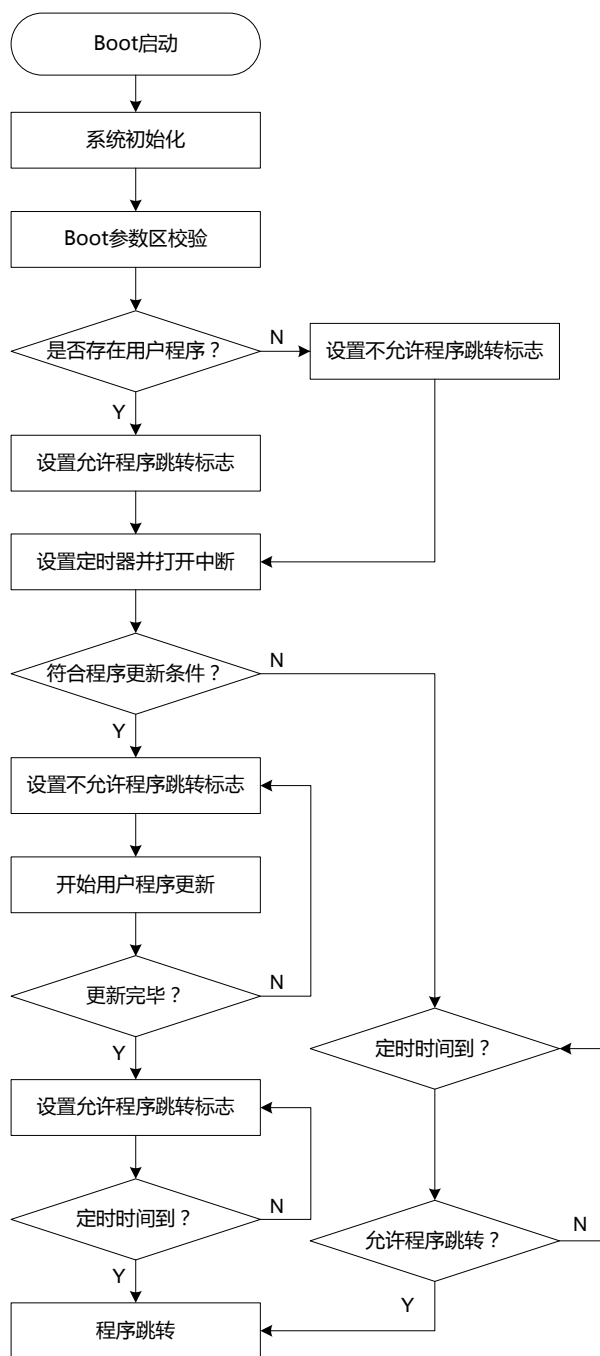 Boot启动
系统初始化
Boot参数区校验
是否存在用户程序？
N
设置不允许程序跳转标志
Y
设置允许程序跳转标志
设置定时器并打开中断
符合程序更新条件？
N
Y
设置不允许程序跳转标志
开始用户程序更新
更新完毕？
N
Y
定时时间到？
设置允许程序跳转标志
定时时间到？
N
允许程序跳转？
N
Y
Y
程序跳转